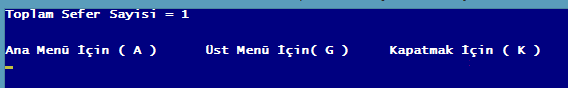 Toplam Sefer Sayisi = 1
Ana Menü İçin ( A ) Üst Menü İçin( G ) Kapatmak İçin ( K )